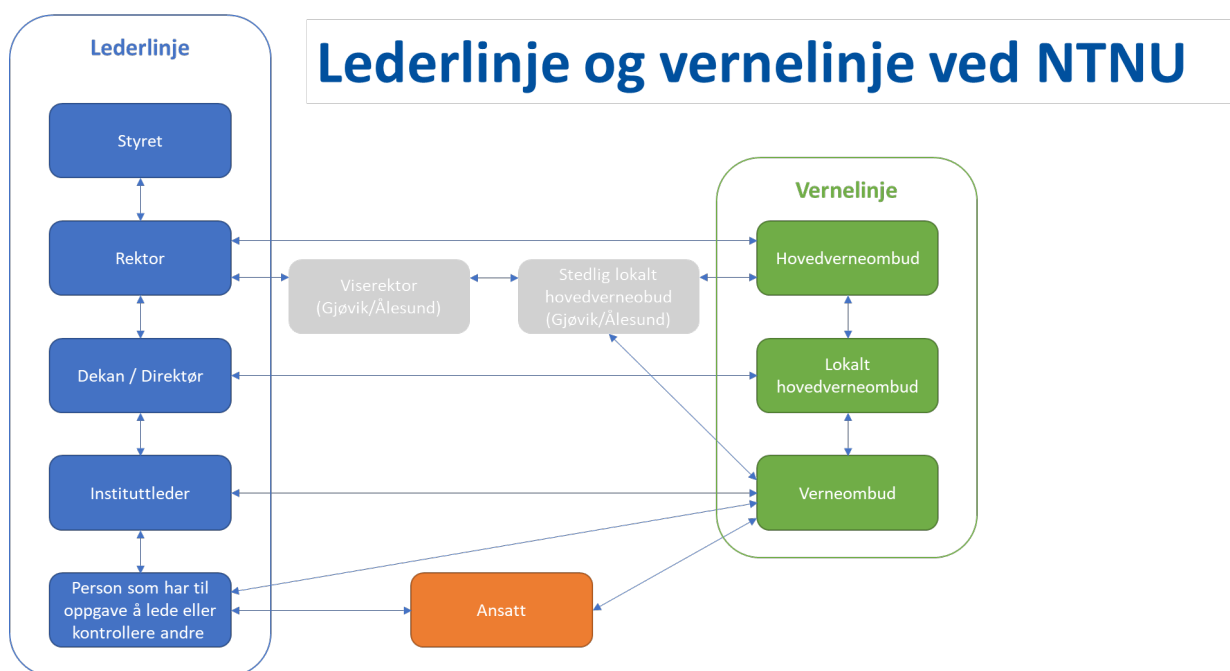 Lederlinje og vernelinje ved NTNU
Lederlinje
Styret
Rektor
Dekan / Direktør
Instituttleder
Person som har til
oppgave å lede eller
kontrollere andre
Viserektor
(Gjøvik/Ålesund)
Stedlig lokalt
hovedverneobud
(Gjøvik/Ålesund)
Ansatt
Vernelinje
Hovedverneombud
Lokalt
hovedverneombud
Verneombud